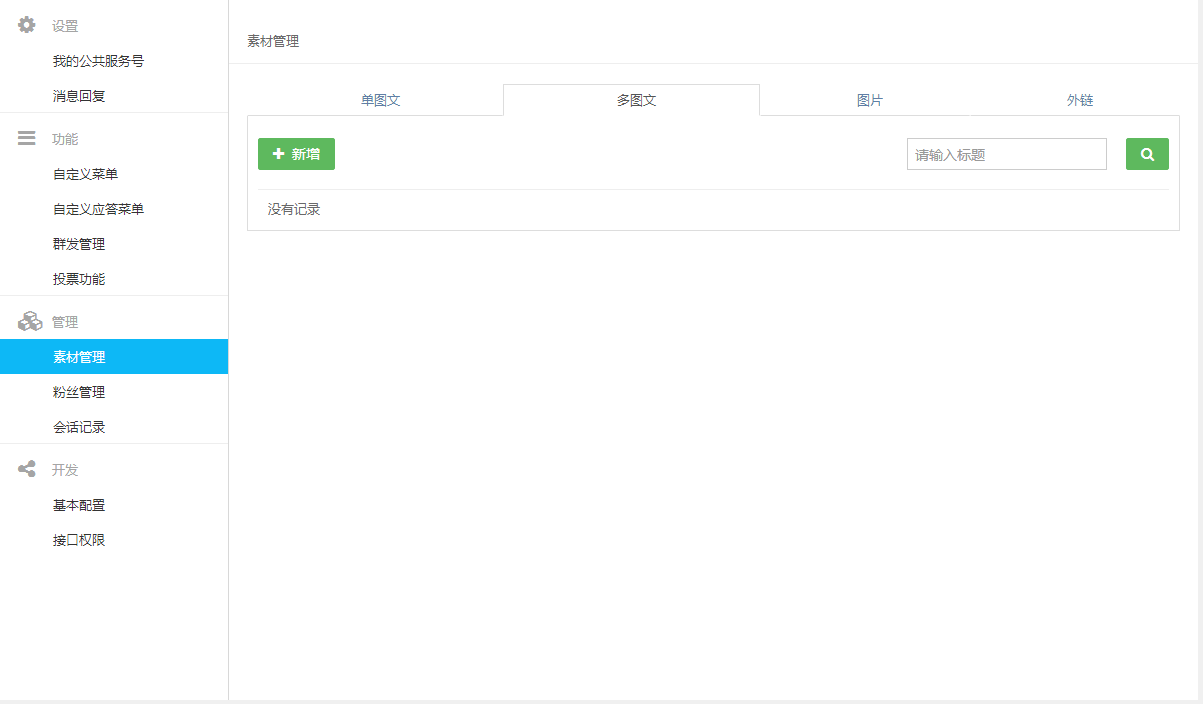 设置
我的公共服务号
消息回复
功能
自定义菜单
自定义应答菜单
群发管理
投票功能
管理
素材管理
粉丝管理
会话记录
开发
基本配置
接口权限
素材管理
单图文 多图文 图片 外链
新增 请输入标题
没有记录